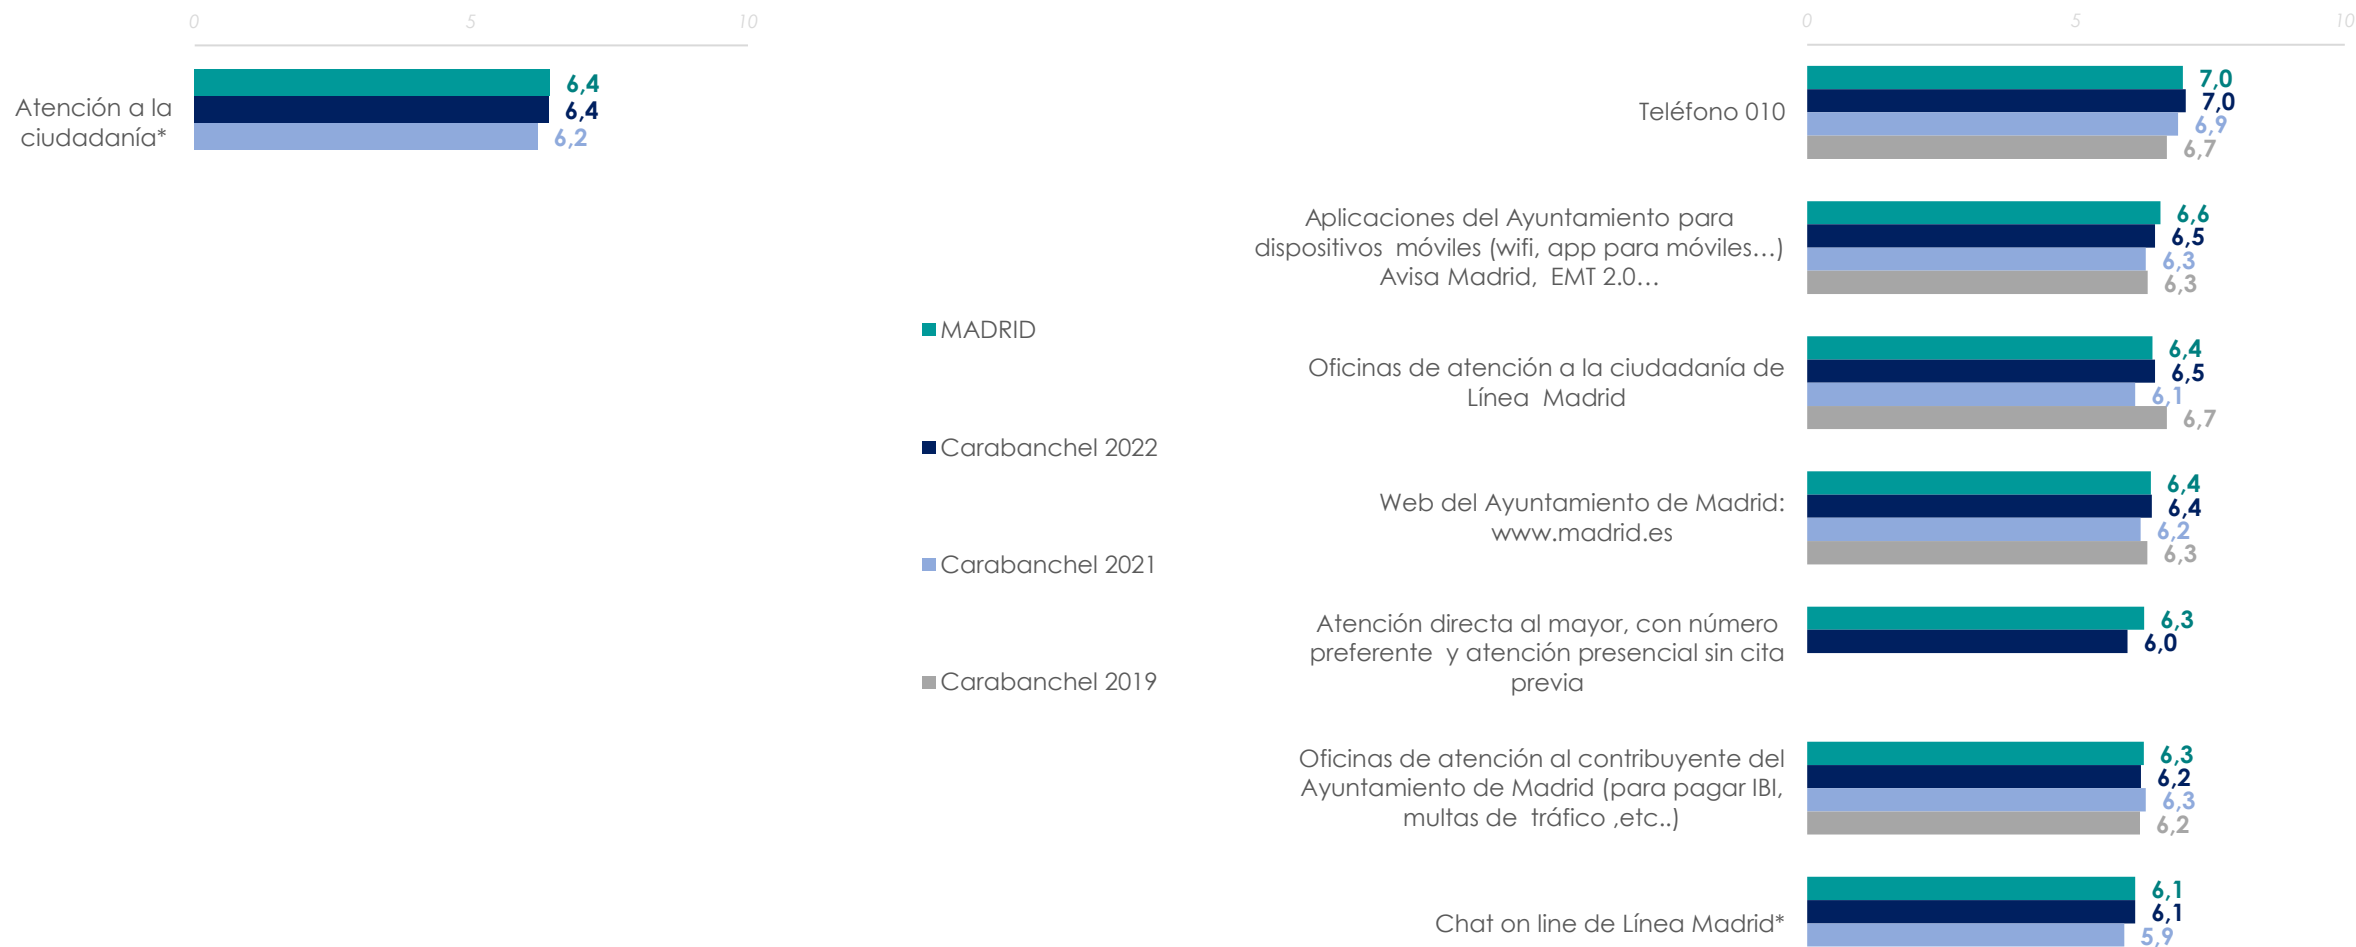 0 5 10
Atención a la
ciudadanía*
6,4
6,4
6,2
MADRID
Carabanchel 2022
Carabanchel 2021
Carabanchel 2019
0 5 10
Teléfono 010
7,0
7,0
6,9
6,7
Aplicaciones del Ayuntamiento para
dispositivos móviles (wifi, app para móviles...)
Avisa Madrid, EMT 2.0...
6,6
6,5
6,3
6,3
Oficinas de atención a la ciudadanía de
Línea Madrid
6,4
6,5
6,1
6,7
Web del Ayuntamiento de Madrid:
www.madrid.es
6,4
6,4
6,2
6,3
Atención directa al mayor, con número
preferente y atención presencial sin cita
previa
6,3
6,0
Oficinas de atención al contribuyente del
Ayuntamiento de Madrid (para pagar IBI,
multas de tráfico ,etc..)
6,3
6,2
6,3
6,2
Chat on line de Línea Madrid*
6,1
6,1
5,9